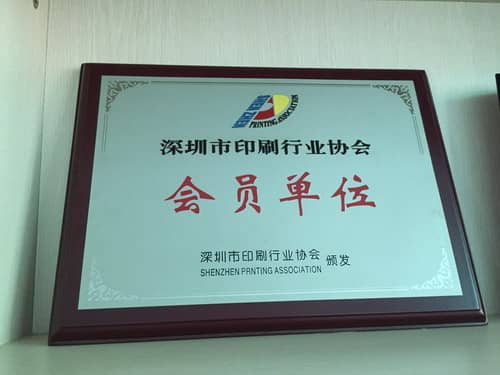 PRINTING ASSOCIATION
深圳市印刷行业协会
会员单位
深圳市印刷行业协会 颁发
SHENZHEN PRNTING ASSOCIATION